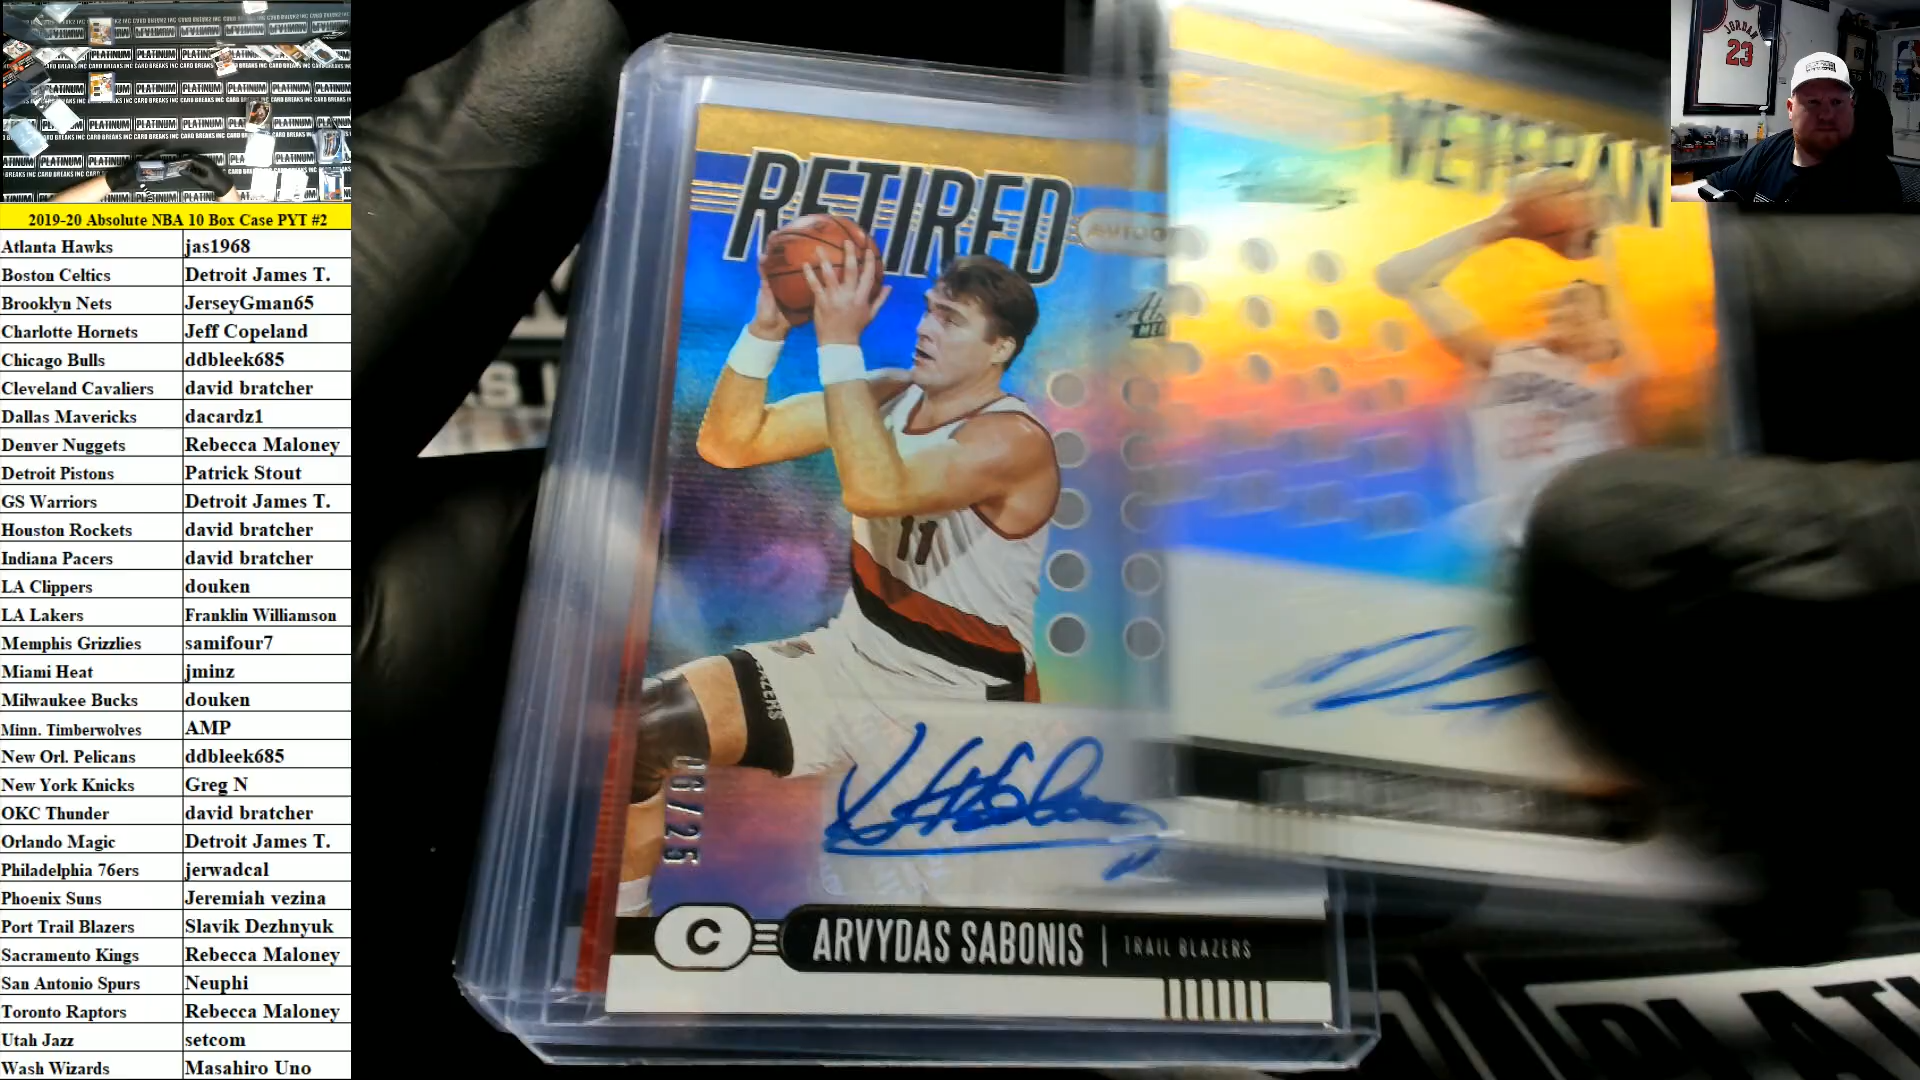 2019-20 Absolute NBA 10 Box Case PYT #2
Atlanta Hawks jas1968
Boston Celtics Detroit James T.
Brooklyn Nets JerseyGman65
Charlotte Hornets Jeff Copeland
Chicago Bulls ddbleek685
Cleveland Cavaliers david bratcher
Dallas Mavericks dacardz1
Denver Nuggets Rebecca Maloney
Detroit Pistons Patrick Stout
GS Warriors Detroit James T.
Houston Rockets david bratcher
Indiana Pacers david bratcher
LA Clippers douken
LA Lakers Franklin Williamson
Memphis Grizzlies samifour7
Miami Heat jminz
Milwaukee Bucks douken
Minn. Timberwolves AMP
New Orl. Pelicans ddbleek685
New York Knicks Greg N
OKC Thunder david bratcher
Orlando Magic Detroit James T.
Philadelphia 76ers jerwadcal
Phoenix Suns Jeremiah vezina
Port Trail Blazers Slavik Dezhnyuk
Sacramento Kings Rebecca Maloney
San Antonio Spurs Neuphi
Toronto Raptors Rebecca Maloney
Utah Jazz setcom
Wash Wizards Masahiro Uno
RETIRED
VETERAN
11
06/25
C ARVYDAS SABONIS | TRAIL BLAZERS
JORDAN
23
PLATINUM
CARD BREAKS INC